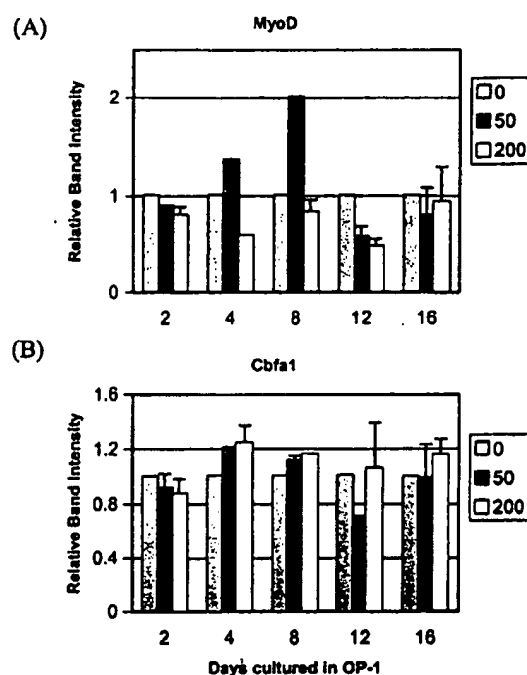 (A)
MyoD
Relative Band Intensity
2
1
0
2 4 8 12 16
0
50
200
(B)
Cbfa1
Relative Band Intensity
1.6
1.2
0.8
0.4
0
2 4 8 12 16
Days cultured in OP-1
0
50
200